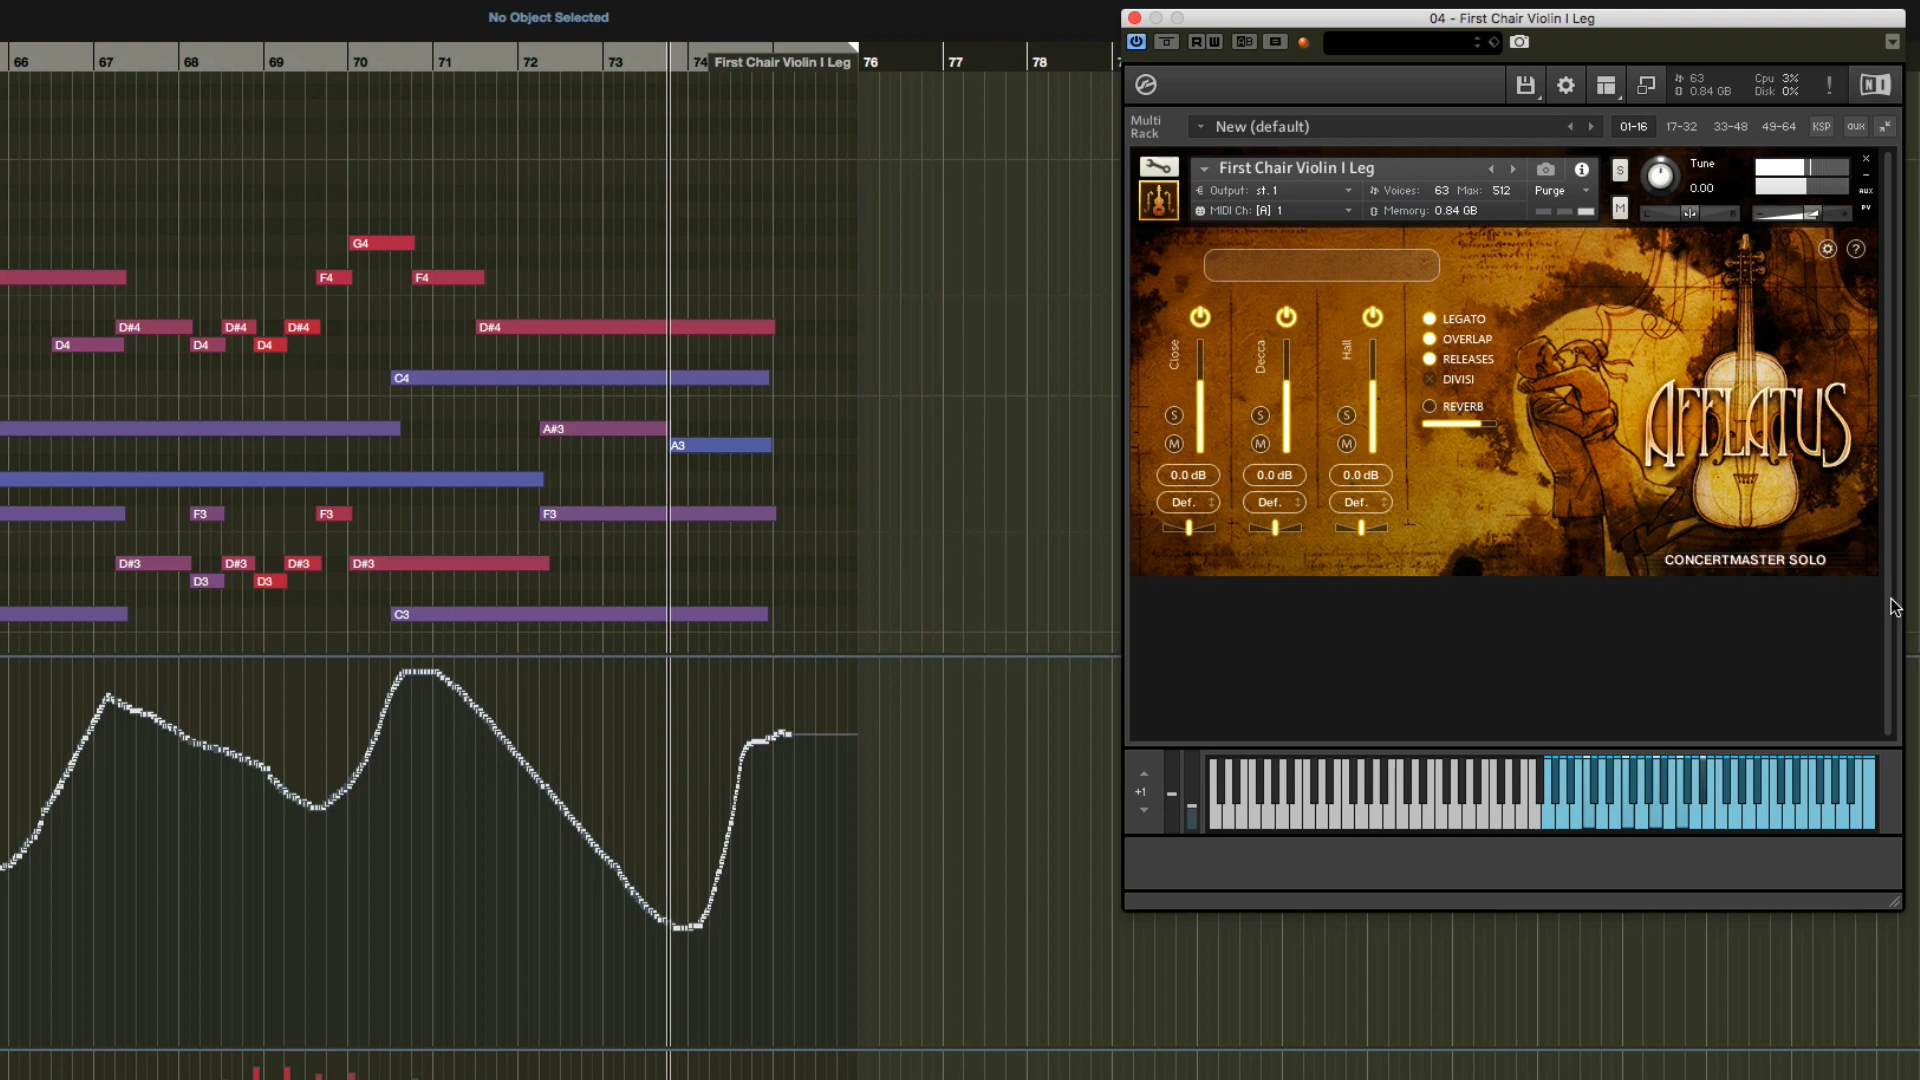 No Object Selected
66 67 68 69 70 71 72 73 74 First Chair Violin I Leg 76 77 78
G4
F4 F4
D#4 D#4 D#4 D#4
D4 D4 D4
C4
A#3
A3
F3 F3 F3
D#3 D#3 D#3 D#3
D3 D3
C3
04 - First Chair Violin I Leg
R W
63
0.84 GB
Cpu 3%
Disk 0%
!
NI
Multi
Rack
New (default)
01-16 17-32 33-48 49-64 KSP aux
First Chair Violin I Leg
Output: st. 1
Voices: 63 Max: 512
Purge
MIDI Ch: [A] 1
Memory: 0.84 GB
S
M
Tune
0.00
L R
AUX
PV
?
Close
Decca
Hall
LEGATO
OVERLAP
RELEASES
DIVISI
REVERB
S S S
M M M
0.0 dB 0.0 dB 0.0 dB
Def. Def. Def.
AFFLATUS
CONCERTMASTER SOLO
+1